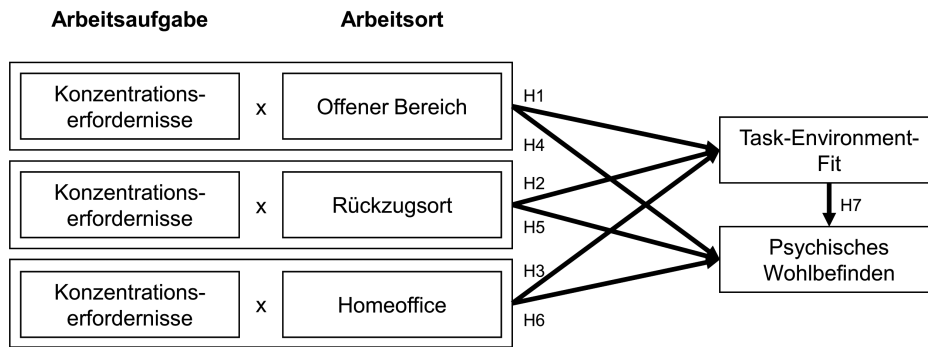 Arbeitsaufgabe
Arbeitsort
Konzentrations-
erfordernisse
x
Offener Bereich
H1
H4
Konzentrations-
erfordernisse
x
Rückzugsort
H2
H5
Konzentrations-
erfordernisse
x
Homeoffice
H3
H6
Task-Environment-
Fit
H7
Psychisches
Wohlbefinden